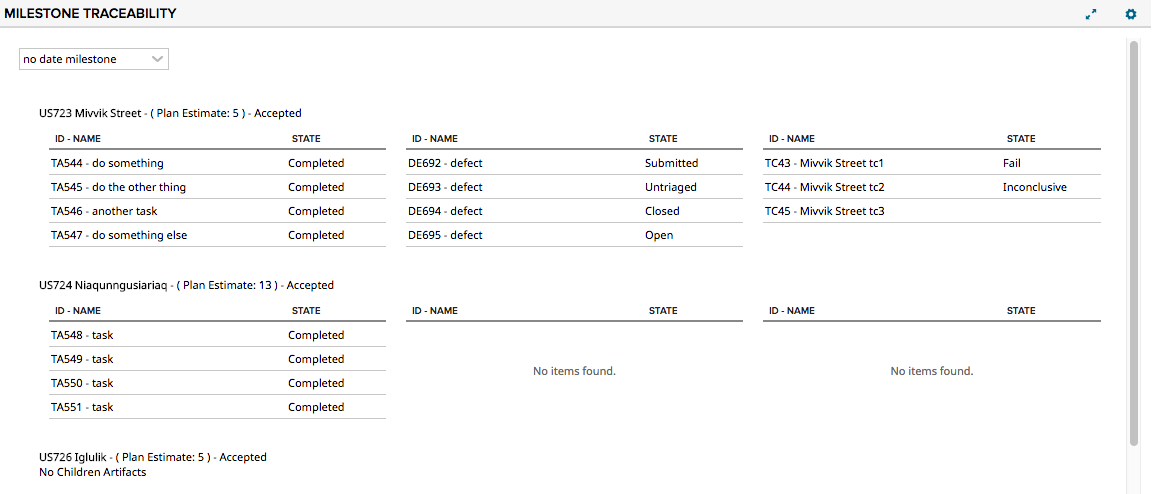 MILESTONE TRACEABILITY
no date milestone
US723 Mivvik Street - ( Plan Estimate: 5 ) - Accepted
ID - NAME STATE ID - NAME STATE ID - NAME STATE
TA544 - do something Completed DE692 - defect Submitted TC43 - Mivvik Street tc1 Fail
TA545 - do the other thing Completed DE693 - defect Untriaged TC44 - Mivvik Street tc2 Inconclusive
TA546 - another task Completed DE694 - defect Closed TC45 - Mivvik Street tc3
TA547 - do something else Completed DE695 - defect Open
US724 Niaqunngusiariaq - ( Plan Estimate: 13 ) - Accepted
ID - NAME STATE ID - NAME STATE ID - NAME STATE
TA548 - task Completed
TA549 - task Completed
No items found. No items found.
TA550 - task Completed
TA551 - task Completed
US726 Iglulik - ( Plan Estimate: 5 ) - Accepted
No Children Artifacts